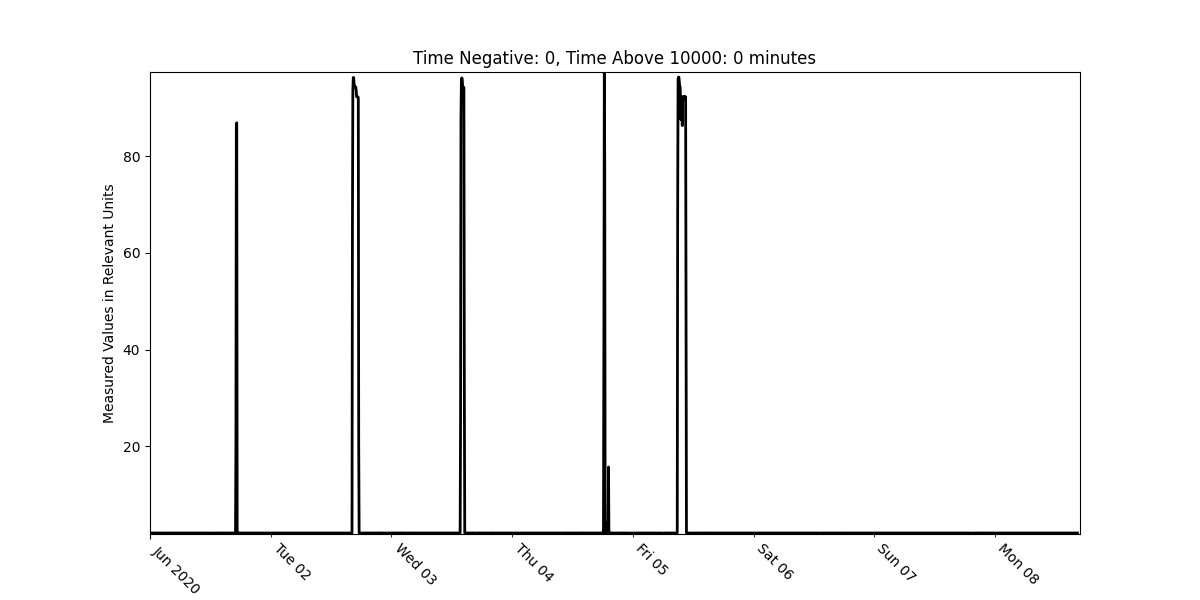 Time Negative: 0, Time Above 10000: 0 minutes
Measured Values in Relevant Units
80
60
40
20
Jun 2020
Tue 02
Wed 03
Thu 04
Fri 05
Sat 06
Sun 07
Mon 08